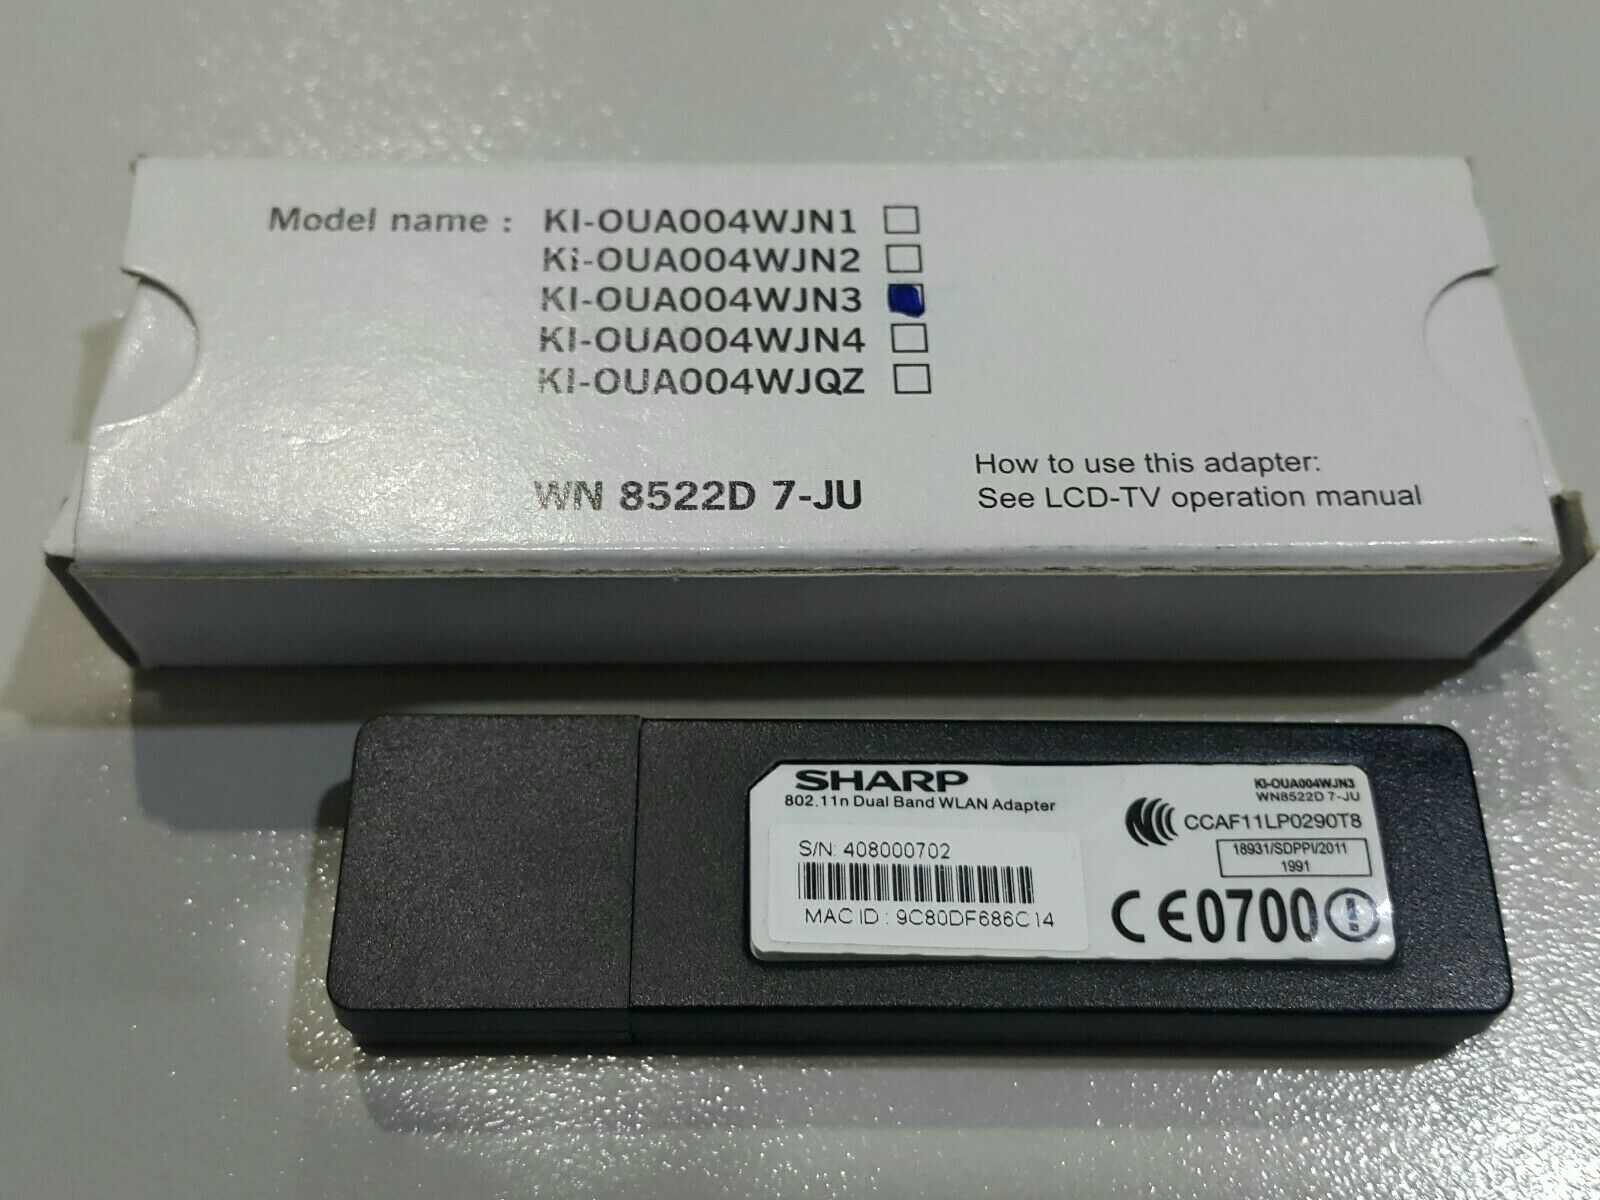 Model name : KI-OUA004WJN1
Ki-OUA004WJN2
KI-OUA004WJN3
KI-OUA004WJN4
KI-OUA004WJQZ
WN 8522D 7-JU
How to use this adapter:
See LCD-TV operation manual
SHARP
802.11n Dual Band WLAN Adapter
S/N: 408000702
MAC ID : 9C80DF686C14
KI-OUA004WJN3
WN8522D 7-JU
CCAF11LP0290T8
18931/SDPPI/2011
1991
CE0700